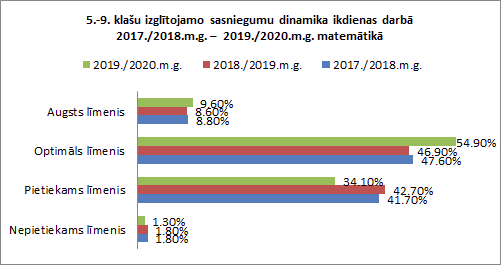 5.-9. klašu izglītojamo sasniegumu dinamika ikdienas darbā
2017./2018.m.g. – 2019./2020.m.g. matemātikā
2019./2020.m.g. 2018./2019.m.g. 2017./2018.m.g.
Augsts līmenis
9.60%
8.60%
8.80%
Optimāls līmenis
54.90%
46.90%
47.60%
Pietiekams līmenis
34.10%
42.70%
41.70%
Nepietiekams līmenis
1.30%
1.80%
1.80%